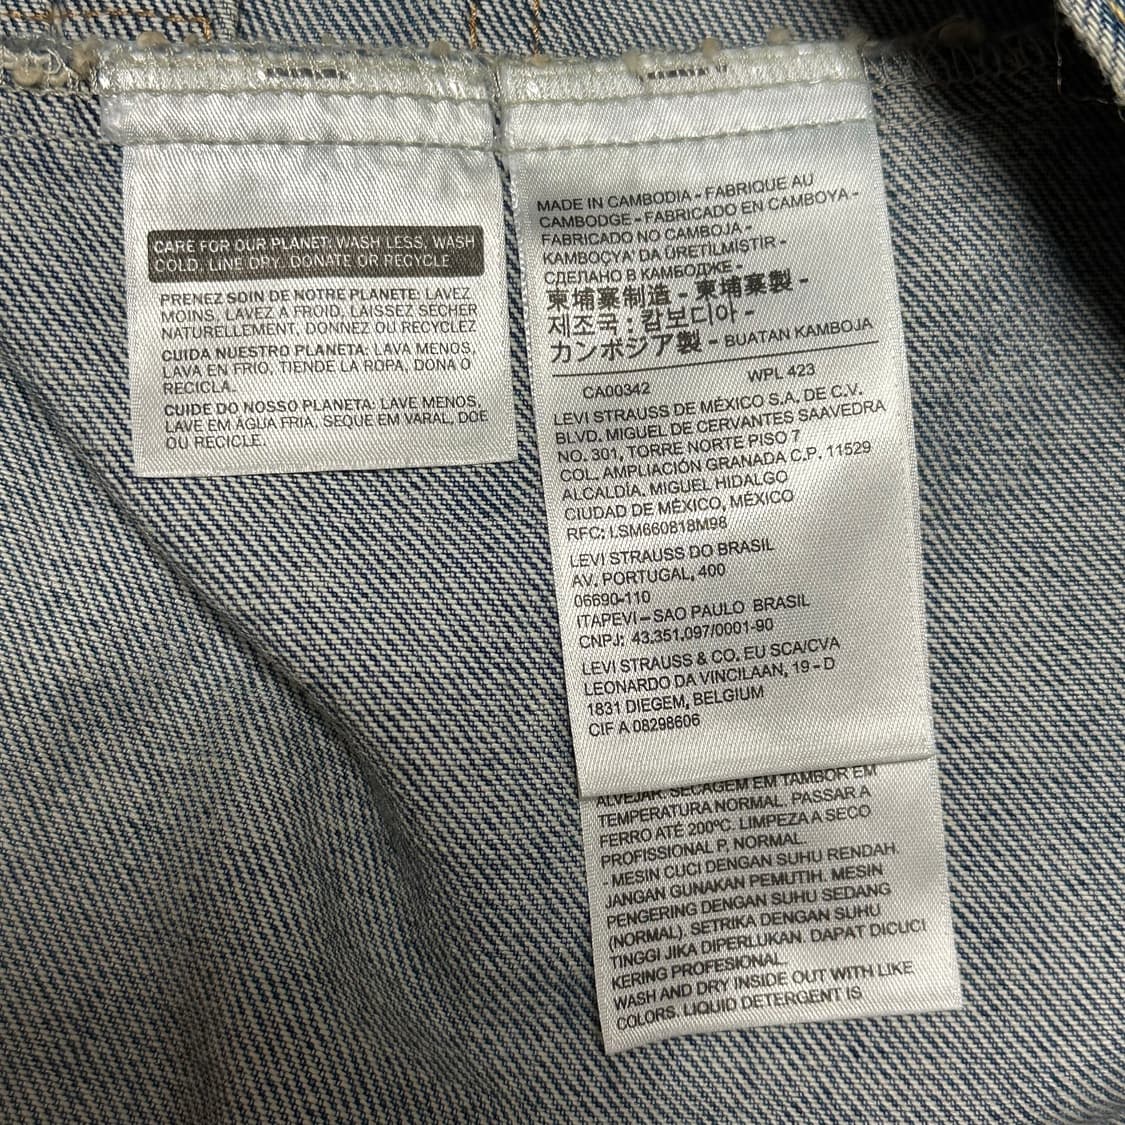 CARE FOR OUR PLANET: WASH LESS, WASH
COLD, LINE DRY, DONATE OR RECYCLE
PRENEZ SOIN DE NOTRE PLANETE: LAVEZ
MOINS, LAVEZ A FROID, LAISSEZ SECHER
NATURELLEMENT, DONNEZ OU RECYCLEZ
CUIDA NUESTRO PLANETA: LAVA MENOS,
LAVA EN FRIO, TIENDE LA ROPA, DONA O
RECICLA.
CUIDE DO NOSSO PLANETA: LAVE MENOS,
LAVE EM ÁGUA FRIA, SEQUE EM VARAL, DOE
OU RECICLE.
MADE IN CAMBODIA - FABRIQUE AU
CAMBODGE - FABRICADO EN CAMBOYA -
FABRICADO NO CAMBOJA -
KAMBOÇYA' DA ÜRETİLMİŞTİR -
СДЕЛАНО В КАМБОДЖЕ -
柬埔寨制造 - 柬埔寨製 -
제조국 : 캄보디아 -
カンボジア製 - BUATAN KAMBOJA
CA00342 WPL 423
LEVI STRAUSS DE MÉXICO S.A. DE C.V.
BLVD. MIGUEL DE CERVANTES SAAVEDRA
NO. 301, TORRE NORTE PISO 7
COL. AMPLIACIÓN GRANADA C.P. 11529
ALCALDÍA. MIGUEL HIDALGO
CIUDAD DE MÉXICO, MÉXICO
RFC: LSM660818M98
LEVI STRAUSS DO BRASIL
AV. PORTUGAL, 400
06690-110
ITAPEVI – SAO PAULO BRASIL
CNPJ: 43.351.097/0001-90
LEVI STRAUSS & CO. EU SCA/CVA
LEONARDO DA VINCILAAN, 19 - D
1831 DIEGEM, BELGIUM
CIF A 08298606
ALVEJAR. SECAGEM EM TAMBOR EM
TEMPERATURA NORMAL. PASSAR A
FERRO ATÉ 200ºC. LIMPEZA A SECO
PROFISSIONAL P, NORMAL.
- MESIN CUCI DENGAN SUHU RENDAH.
JANGAN GUNAKAN PEMUTIH. MESIN
PENGERING DENGAN SUHU SEDANG
(NORMAL). SETRIKA DENGAN SUHU
TINGGI JIKA DIPERLUKAN. DAPAT DICUCI
KERING PROFESIONAL.
WASH AND DRY INSIDE OUT WITH LIKE
COLORS. LIQUID DETERGENT IS